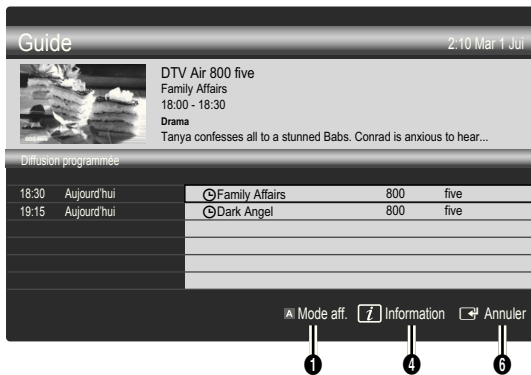 Guide 2:10 Mar 1 Jui
DTV Air 800 five
Family Affairs
18:00 - 18:30
Drama
Tanya confesses all to a stunned Babs. Conrad is anxious to hear...
Diffusion programmée
18:30 Aujourd'hui Family Affairs 800 five
19:15 Aujourd'hui Dark Angel 800 five
A Mode aff. i Information Annuler
1 4 6